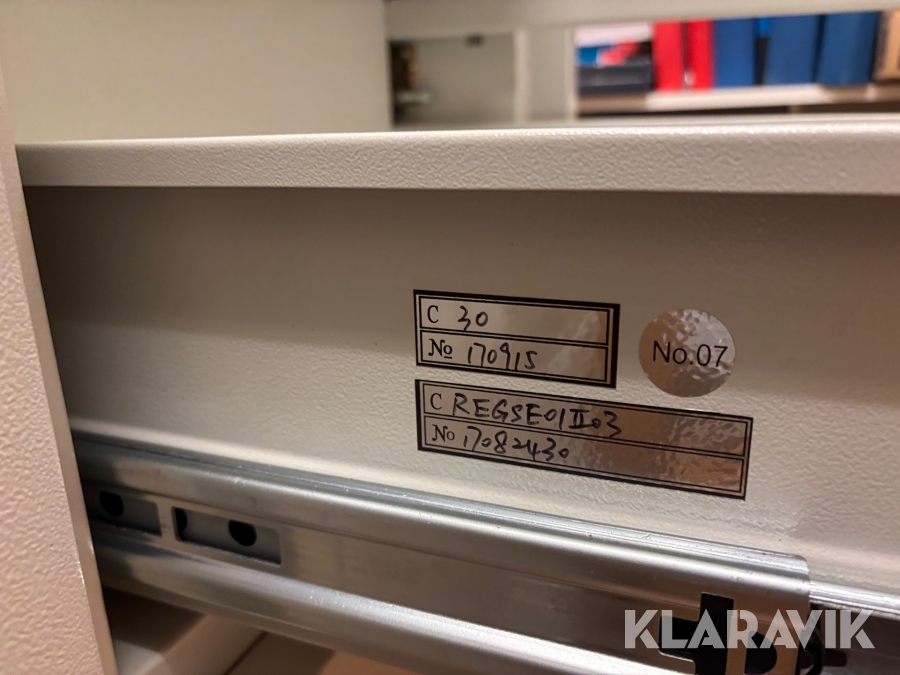 C 30
No 170915
No.07
C REGSE01II03
No 17082430
KLARAVIK